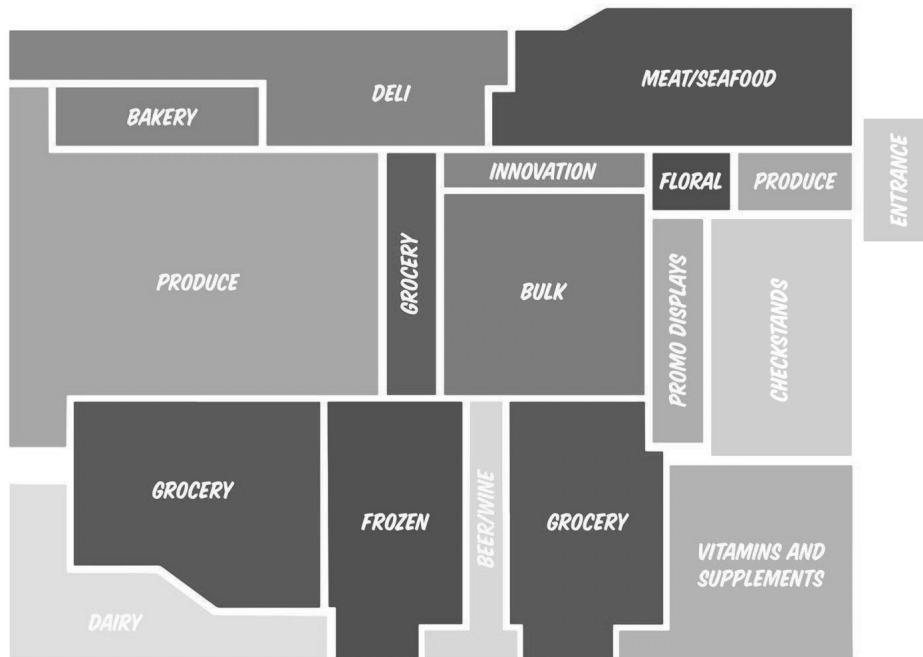 MEAT/SEAFOOD
DELI
BAKERY
ENTRANCE
INNOVATION
FLORAL
PRODUCE
GROCERY
PRODUCE
BULK
PROMO DISPLAYS
CHECKSTANDS
GROCERY
FROZEN
BEER/WINE
GROCERY
VITAMINS AND
SUPPLEMENTS
DAIRY